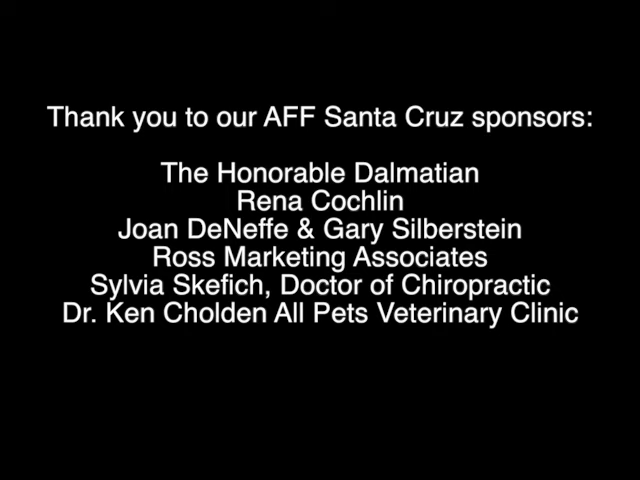 Thank you to our AFF Santa Cruz sponsors:
The Honorable Dalmatian
Rena Cochlin
Joan DeNeffe & Gary Silberstein
Ross Marketing Associates
Sylvia Skefich, Doctor of Chiropractic
Dr. Ken Cholden All Pets Veterinary Clinic